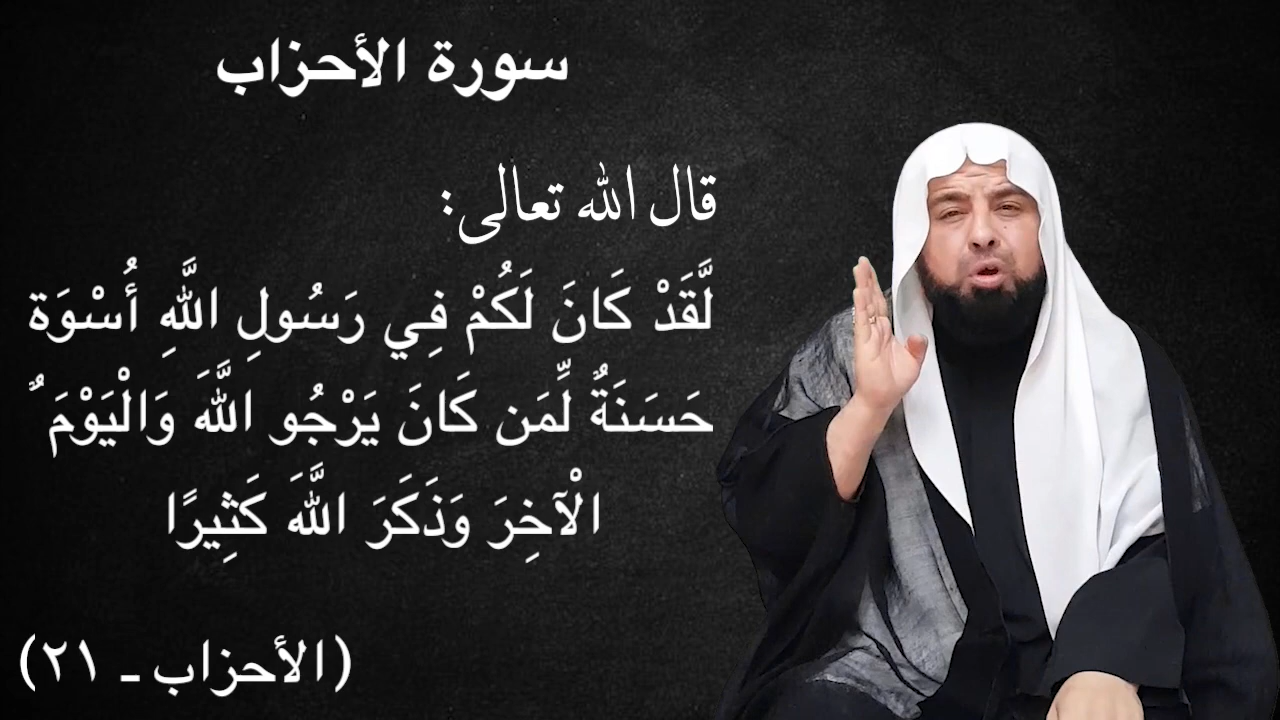 سورة الأحزاب
قال الله تعالى:
لَّقَدْ كَانَ لَكُمْ فِي رَسُولِ اللَّهِ أُسْوَة
حَسَنَةٌ لِّمَن كَانَ يَرْجُو اللَّهَ وَالْيَوْمَ ٌ
الْآخِرَ وَذَكَرَ اللَّهَ كَثِيرًا
(الأحزاب ـ ٢١)